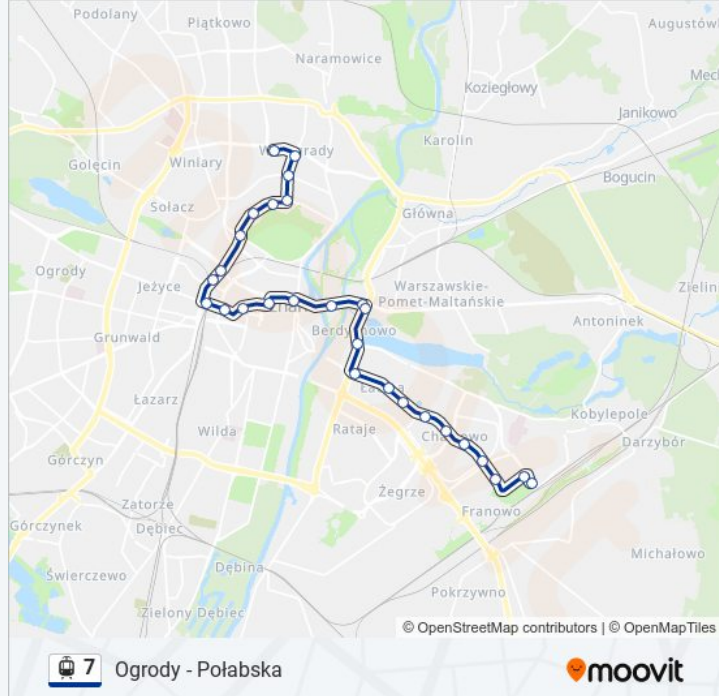 Podolany
Piątkowo
Augustów
Naramowice
Koziegłowy
Mech
Janikowo
Karolin
Golęcin
Winiary
Bogucin
Sołacz
Główna
Ogrody
Jeżyce
Warszawskie-
Pomet-Maltańskie
Zielin
Antoninek
Grunwald
Berdychowo
Łazarz
Kobylepole
Wilda
Rataje
Darzybór
Górczyn
Żegrze
Zatorze
Franowo
Górczynek
Dębiec
Michałowo
Dębina
Świerczewo
Pokrzywno
Zielony Dębiec
© OpenStreetMap contributors | © OpenMapTiles
7 Ogrody - Połabska
moovit